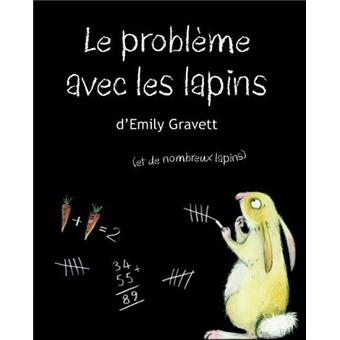 Le problème
avec les lapins
d'Emily Gravett
(et de nombreux lapins)
+ = 2
34
55 +
89